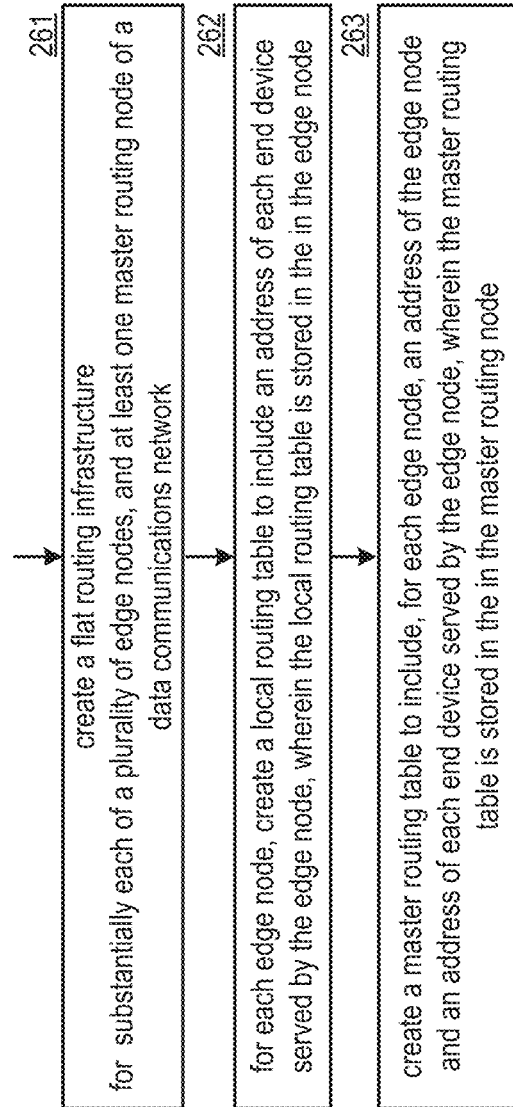 261
create a flat routing infrastructure
for substantially each of a plurality of edge nodes, and at least one master routing node of a
data communications network
262
for each edge node, create a local routing table to include an address of each end device
served by the edge node, wherein the local routing table is stored in the in the edge node
263
create a master routing table to include, for each edge node, an address of the edge node
and an address of each end device served by the edge node, wherein the master routing
table is stored in the in the master routing node